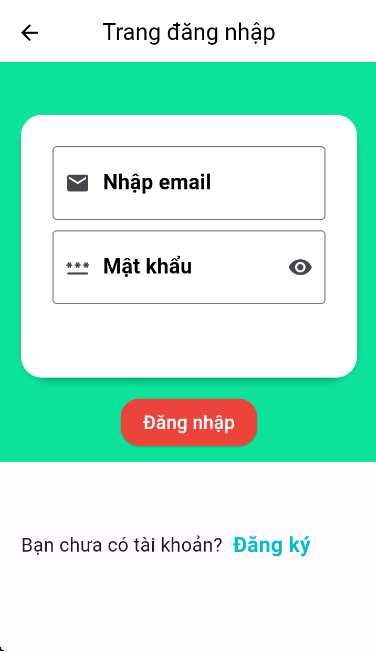 Trang đăng nhập
Nhập email
Mật khẩu
Đăng nhập
Bạn chưa có tài khoản? Đăng ký